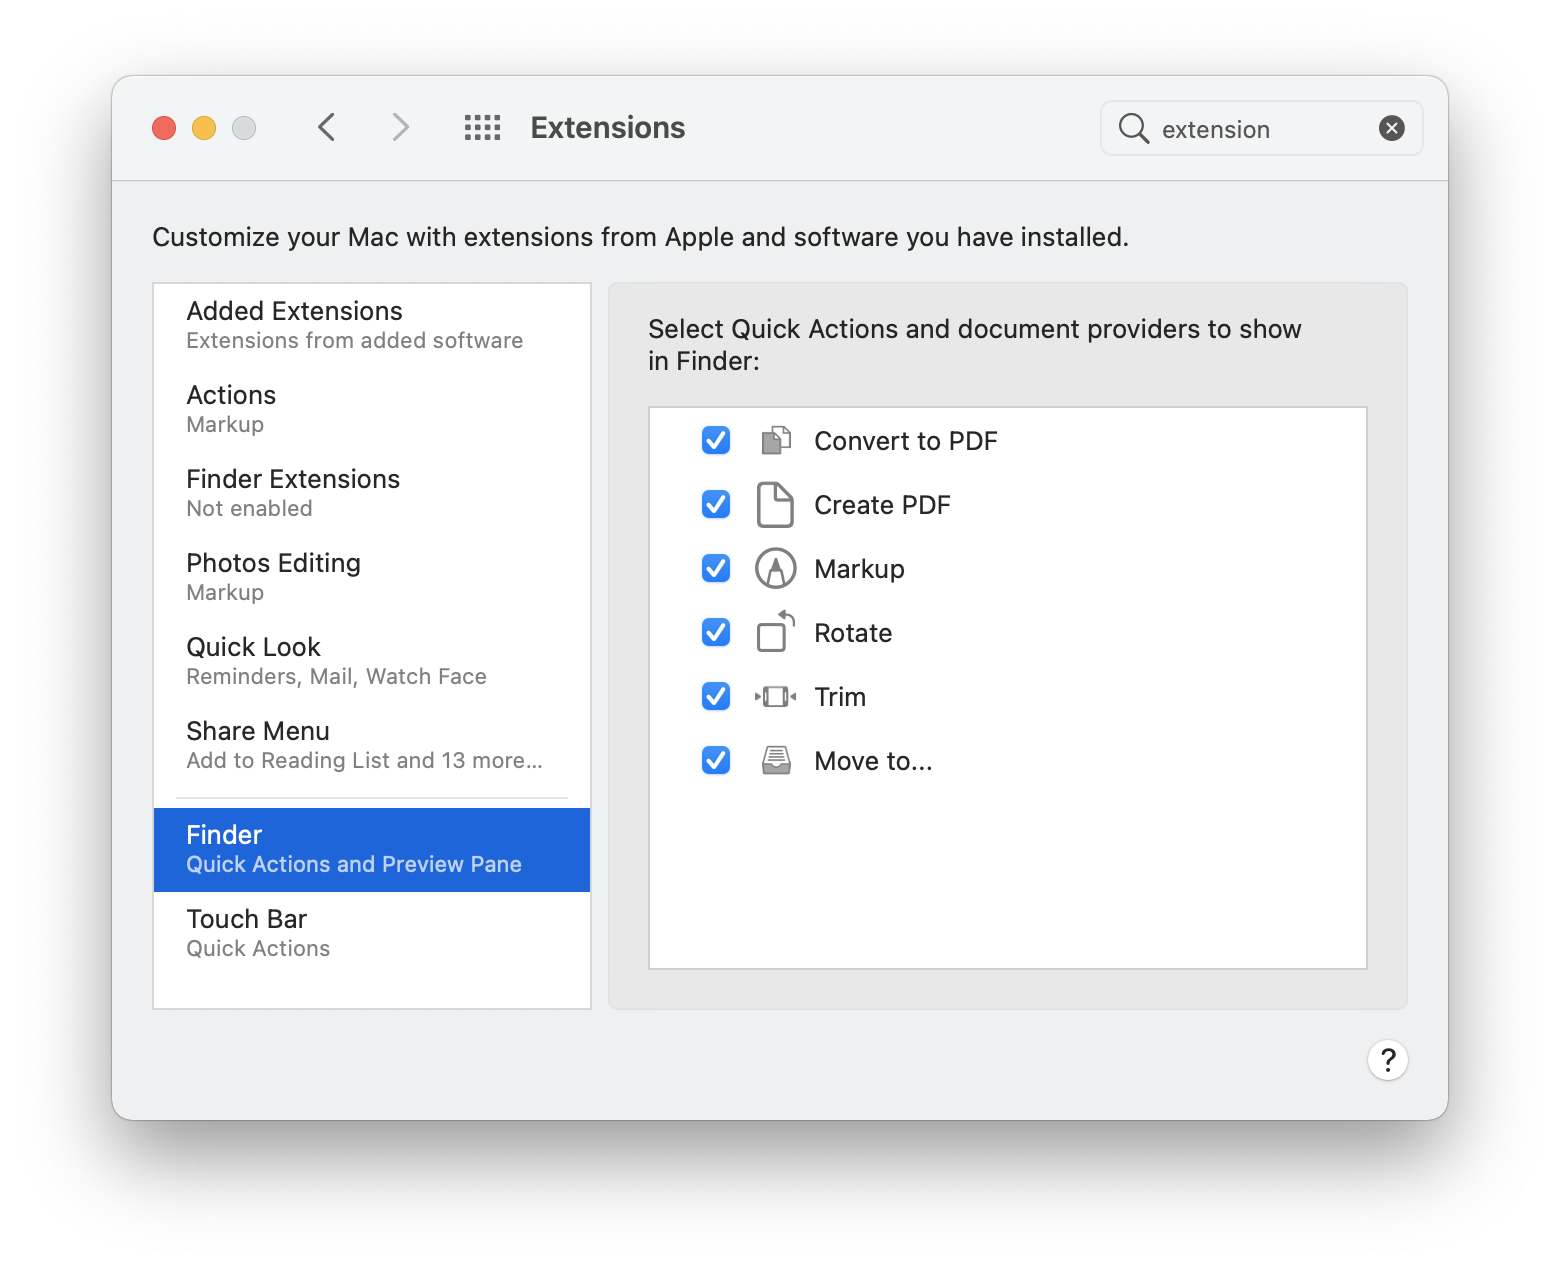 Extensions
extension
Customize your Mac with extensions from Apple and software you have installed.
Added Extensions
Extensions from added software
Actions
Markup
Finder Extensions
Not enabled
Photos Editing
Markup
Quick Look
Reminders, Mail, Watch Face
Share Menu
Add to Reading List and 13 more...
Finder
Quick Actions and Preview Pane
Touch Bar
Quick Actions
Select Quick Actions and document providers to show
in Finder:
Convert to PDF
Create PDF
Markup
Rotate
Trim
Move to...
?